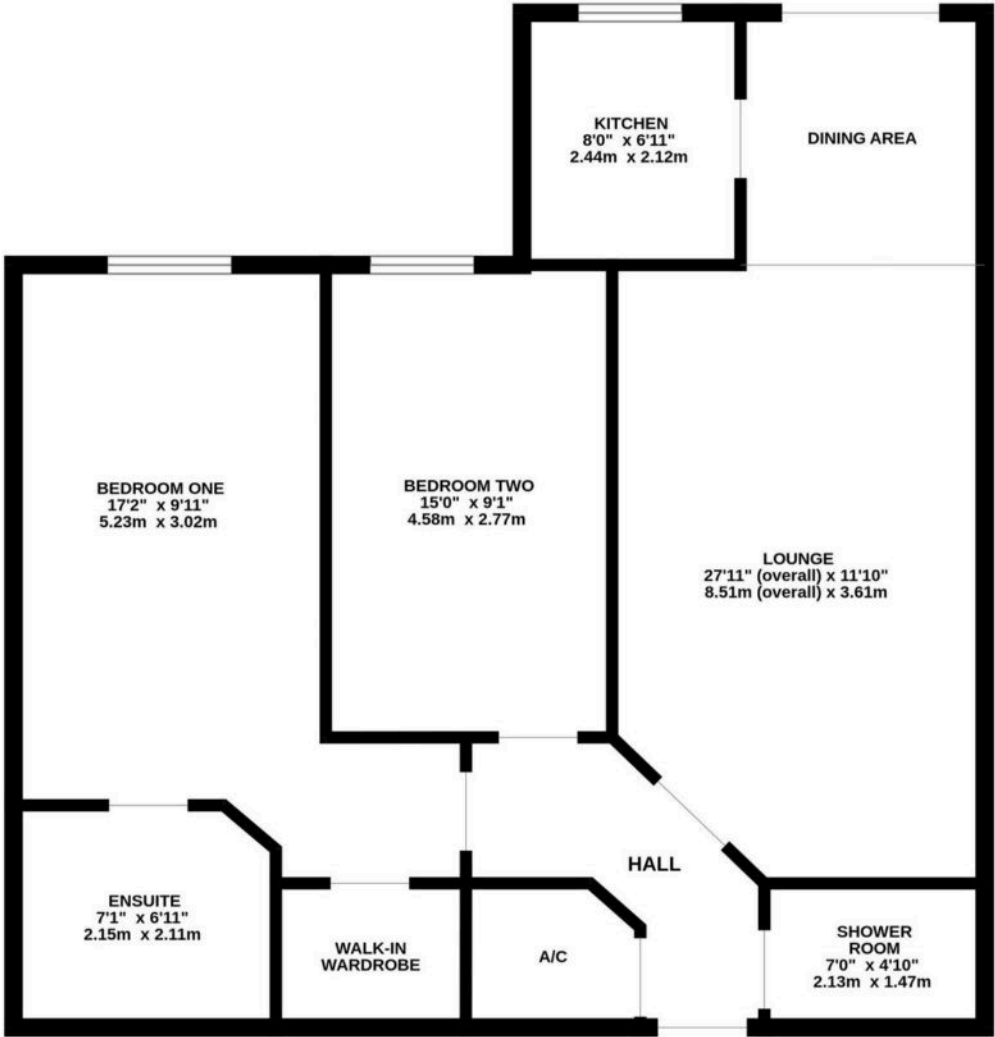 KITCHEN
8'0" x 6'11"
2.44m x 2.12m
DINING AREA
BEDROOM ONE
17'2" x 9'11"
5.23m x 3.02m
BEDROOM TWO
15'0" x 9'1"
4.58m x 2.77m
LOUNGE
27'11" (overall) x 11'10"
8.51m (overall) x 3.61m
HALL
ENSUITE
7'1" x 6'11"
2.15m x 2.11m
WALK-IN
WARDROBE
A/C
SHOWER
ROOM
7'0" x 4'10"
2.13m x 1.47m